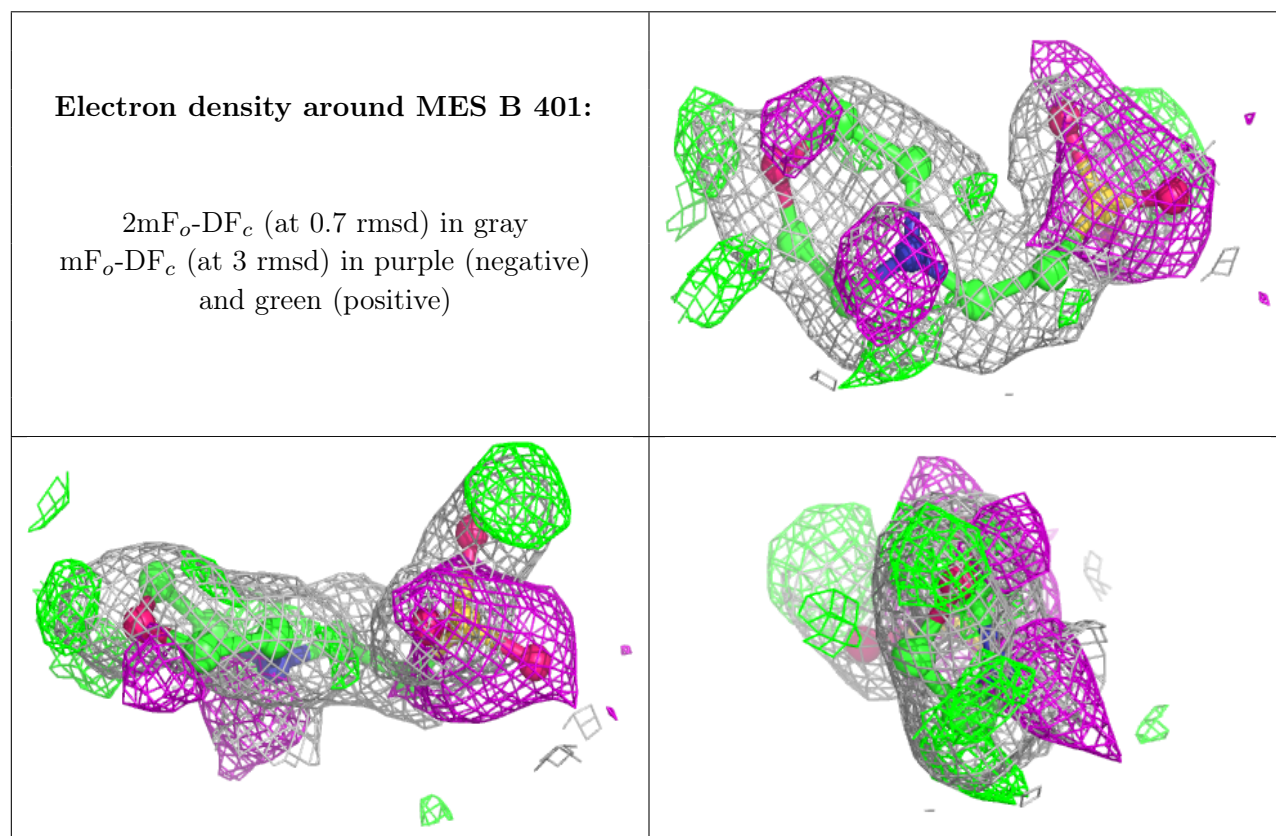 Electron density around MES B 401:
2mFₒ-DF𝒸 (at 0.7 rmsd) in gray
mFₒ-DF𝒸 (at 3 rmsd) in purple (negative)
and green (positive)